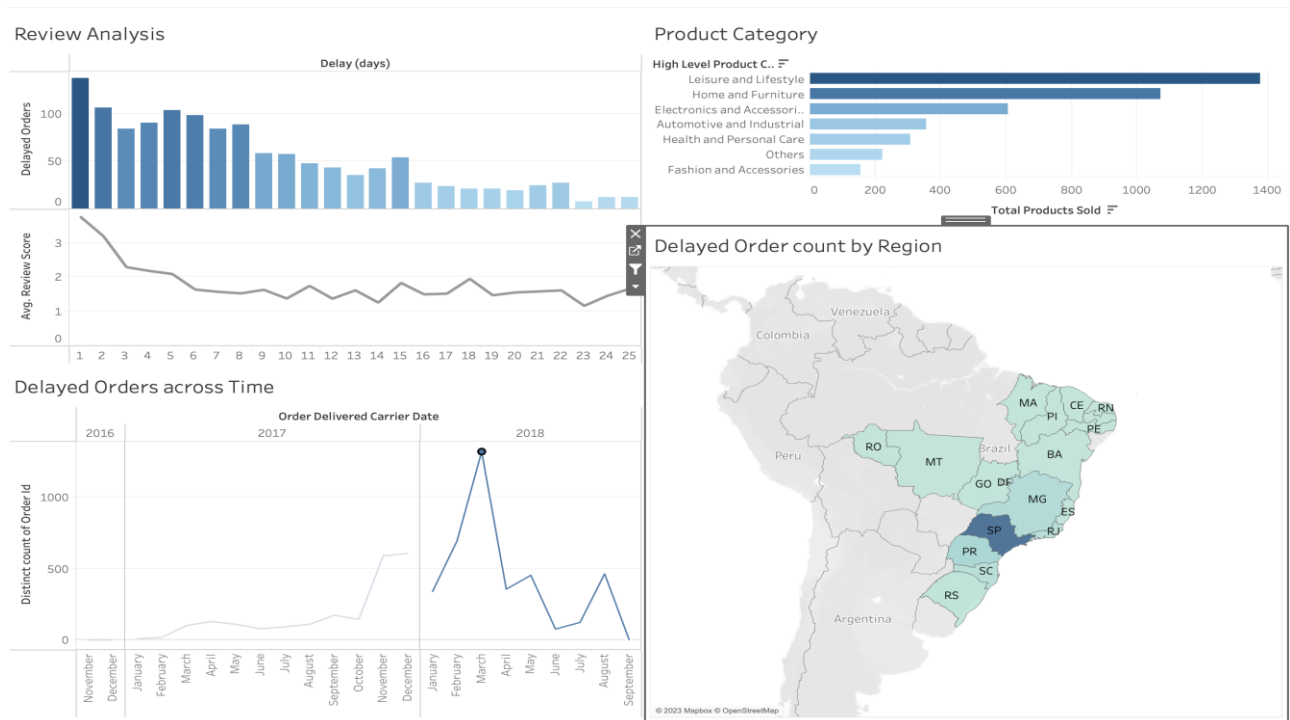 Review Analysis
Delay (days)
Delayed Orders
100
50
0
Avg. Review Score
3
2
1
0
1 2 3 4 5 6 7 8 9 10 11 12 13 14 15 16 17 18 19 20 21 22 23 24 25
Delayed Orders across Time
Order Delivered Carrier Date
2016 2017 2018
Distinct count of Order Id
1000
500
0
November December January February March April May June July August September October November December January February March April May June July August September
Product Category
High Level Product C..
Leisure and Lifestyle
Home and Furniture
Electronics and Accessori..
Automotive and Industrial
Health and Personal Care
Others
Fashion and Accessories
0 200 400 600 800 1000 1200 1400
Total Products Sold
Delayed Order count by Region
Venezuela
Colombia
MA CE RN
PI
PE
RO MT Brazil BA
Peru
GO DF
MG
ES
SP RJ
PR
SC
RS
Argentina
© 2023 Mapbox © OpenStreetMap